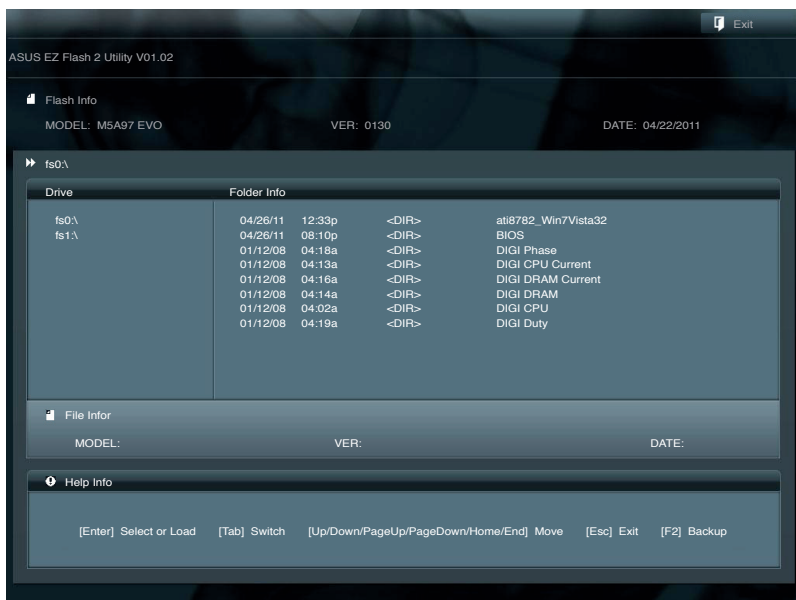 Exit
ASUS EZ Flash 2 Utility V01.02
Flash Info
MODEL: M5A97 EVO VER: 0130 DATE: 04/22/2011
fs0:\
Drive Folder Info
fs0:\ 04/26/11 12:33p <DIR> ati8782_Win7Vista32
fs1:\ 04/26/11 08:10p <DIR> BIOS
01/12/08 04:18a <DIR> DIGI Phase
01/12/08 04:13a <DIR> DIGI CPU Current
01/12/08 04:16a <DIR> DIGI DRAM Current
01/12/08 04:14a <DIR> DIGI DRAM
01/12/08 04:02a <DIR> DIGI CPU
01/12/08 04:19a <DIR> DIGI Duty
File Infor
MODEL: VER: DATE:
Help Info
[Enter] Select or Load [Tab] Switch [Up/Down/PageUp/PageDown/Home/End] Move [Esc] Exit [F2] Backup